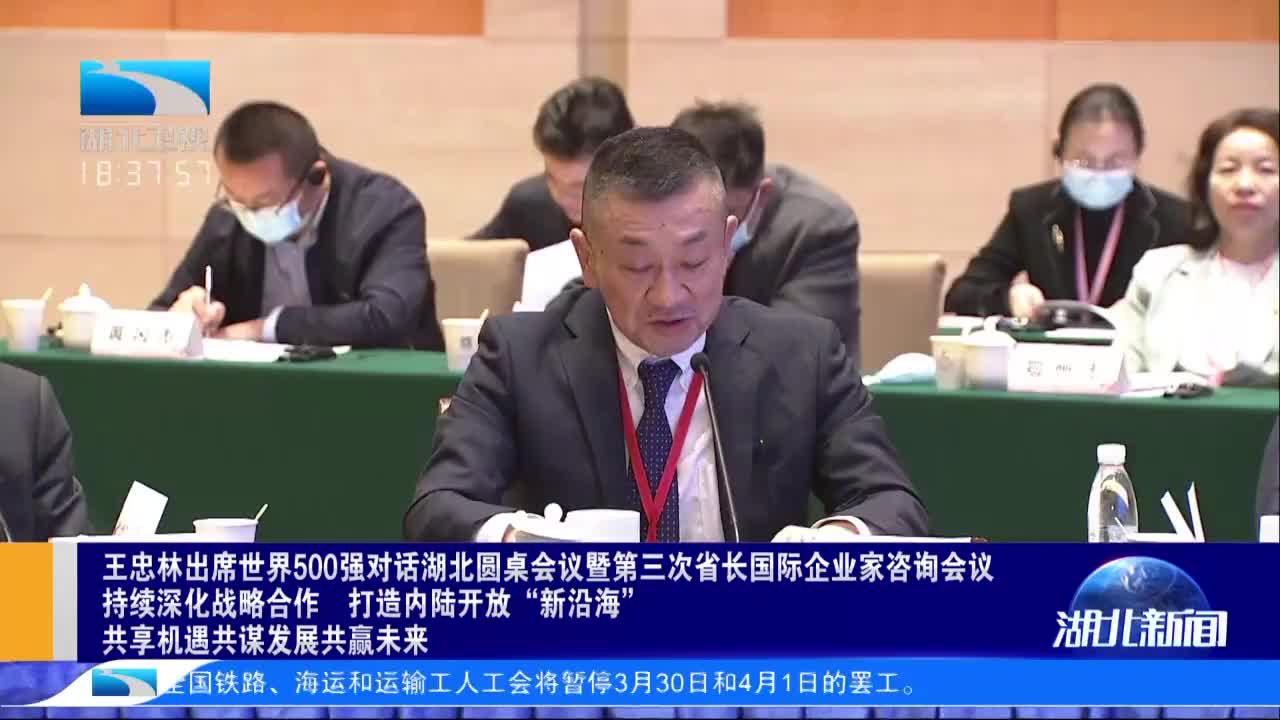 湖北卫视
18:37:57
王忠林出席世界500强对话湖北圆桌会议暨第三次省长国际企业家咨询会议
持续深化战略合作 打造内陆开放“新沿海”
共享机遇共谋发展共赢未来
湖北新闻
国铁路、海运和运输工人工会将暂停3月30日和4月1日的罢工。